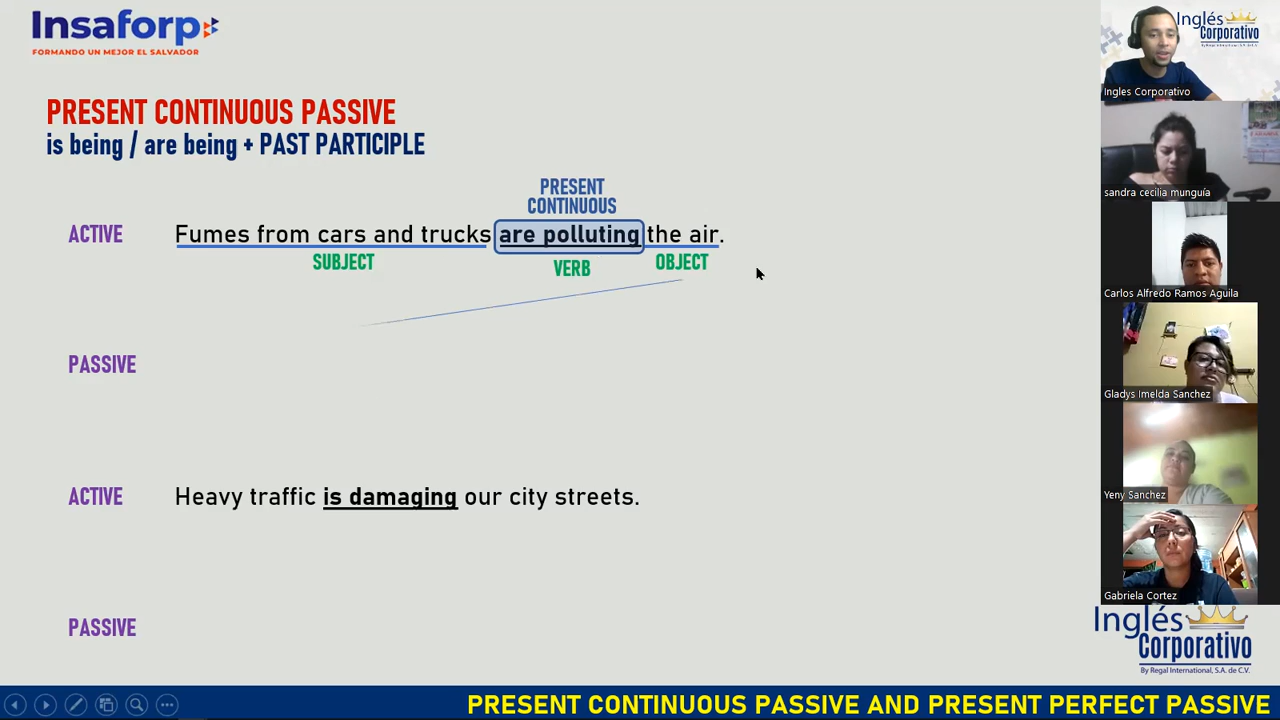 Insaforp
FORMANDO UN MEJOR EL SALVADOR
PRESENT CONTINUOUS PASSIVE
is being / are being + PAST PARTICIPLE
PRESENT
CONTINUOUS
ACTIVE Fumes from cars and trucks are polluting the air.
SUBJECT VERB OBJECT
PASSIVE
ACTIVE Heavy traffic is damaging our city streets.
PASSIVE
Inglés
Corporativo
Ingles Corporativo
sandra cecilia munguía
Carlos Alfredo Ramos Aguila
Gladys Imelda Sanchez
Yeny Sanchez
Gabriela Cortez
Inglés
Corporativo
By Regal International, S.A. de C.V.
PRESENT CONTINUOUS PASSIVE AND PRESENT PERFECT PASSIVE